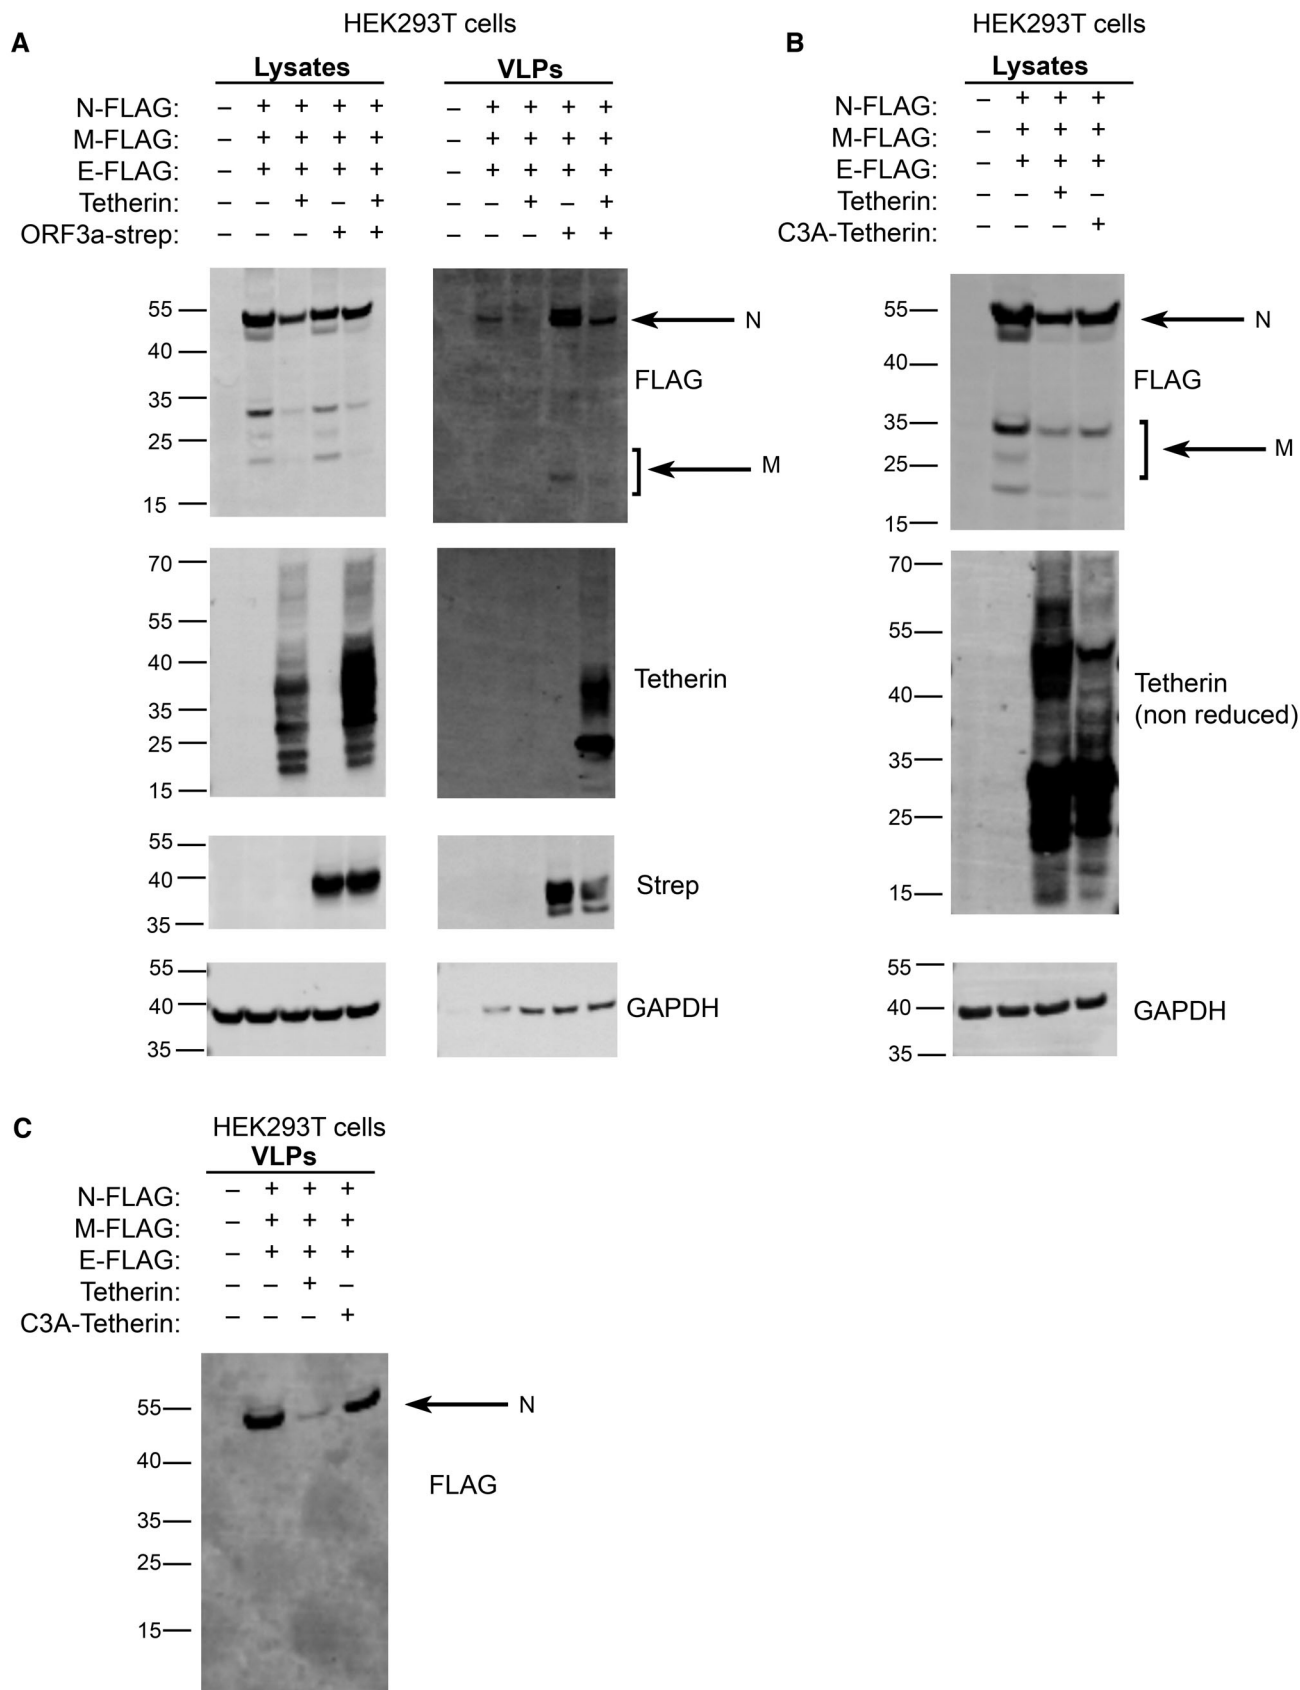 A
HEK293T cells
Lysates
VLPs
N-FLAG: – + + + + – + + + +
M-FLAG: – + + + + – + + + +
E-FLAG: – + + + + – + + + +
Tetherin: – – + – + – – + – +
ORF3a-strep: – – – + + – – – + +
55
40
35
25
15
N
FLAG
M
70
55
40
35
25
15
Tetherin
55
40
35
Strep
55
40
35
GAPDH
B
HEK293T cells
Lysates
N-FLAG: – + + +
M-FLAG: – + + +
E-FLAG: – + + +
Tetherin: – – + –
C3A-Tetherin: – – – +
55
40
35
25
15
N
FLAG
M
70
55
40
35
25
15
Tetherin
(non reduced)
55
40
35
GAPDH
C
HEK293T cells
VLPs
N-FLAG: – + + +
M-FLAG: – + + +
E-FLAG: – + + +
Tetherin: – – + –
C3A-Tetherin: – – – +
55
40
35
25
15
N
FLAG